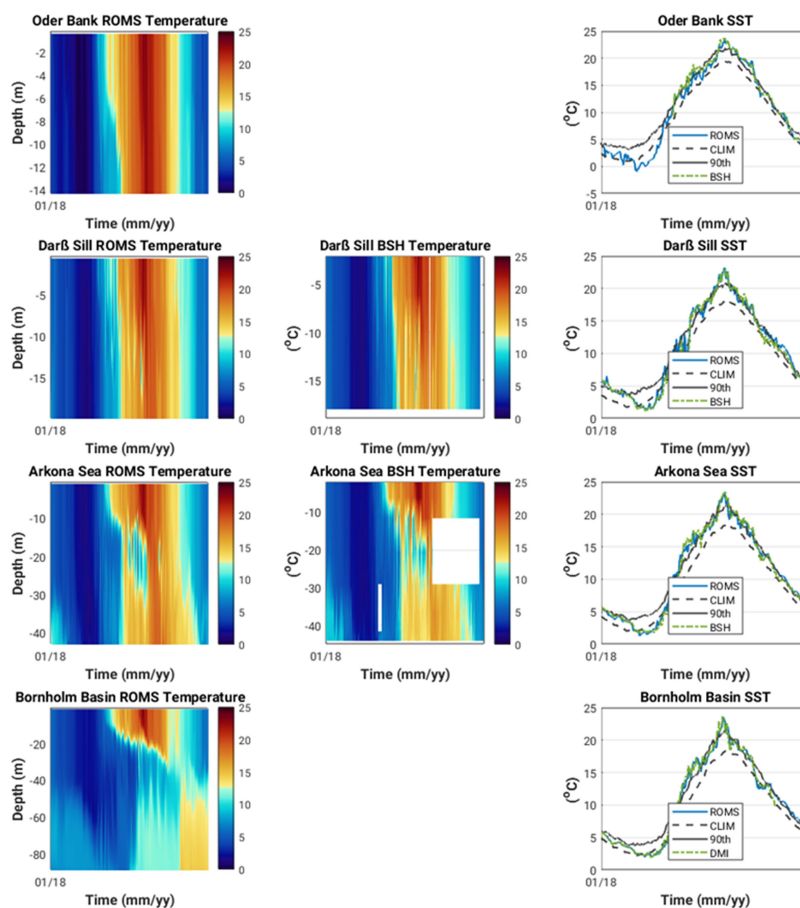 Oder Bank ROMS Temperature
Depth (m)
-2
-4
-6
-8
-10
-12
-14
01/18
Time (mm/yy)
25
20
15
10
5
0
Oder Bank SST
(°C)
25
20
15
10
5
0
-5
ROMS
CLIM
90th
BSH
01/18
Time (mm/yy)
Darß Sill ROMS Temperature
Depth (m)
-5
-10
-15
01/18
Time (mm/yy)
25
20
15
10
5
0
Darß Sill BSH Temperature
(°C)
-5
-10
-15
01/18
Time (mm/yy)
25
20
15
10
5
0
Darß Sill SST
(°C)
25
20
15
10
5
0
ROMS
CLIM
90th
BSH
01/18
Time (mm/yy)
Arkona Sea ROMS Temperature
Depth (m)
-10
-20
-30
-40
01/18
Time (mm/yy)
25
20
15
10
5
0
Arkona Sea BSH Temperature
(°C)
-10
-20
-30
-40
01/18
Time (mm/yy)
25
20
15
10
5
0
Arkona Sea SST
(°C)
25
20
15
10
5
0
ROMS
CLIM
90th
BSH
01/18
Time (mm/yy)
Bornholm Basin ROMS Temperature
Depth (m)
-20
-40
-60
-80
01/18
Time (mm/yy)
25
20
15
10
5
0
Bornholm Basin SST
(°C)
25
20
15
10
5
0
ROMS
CLIM
90th
DMI
01/18
Time (mm/yy)